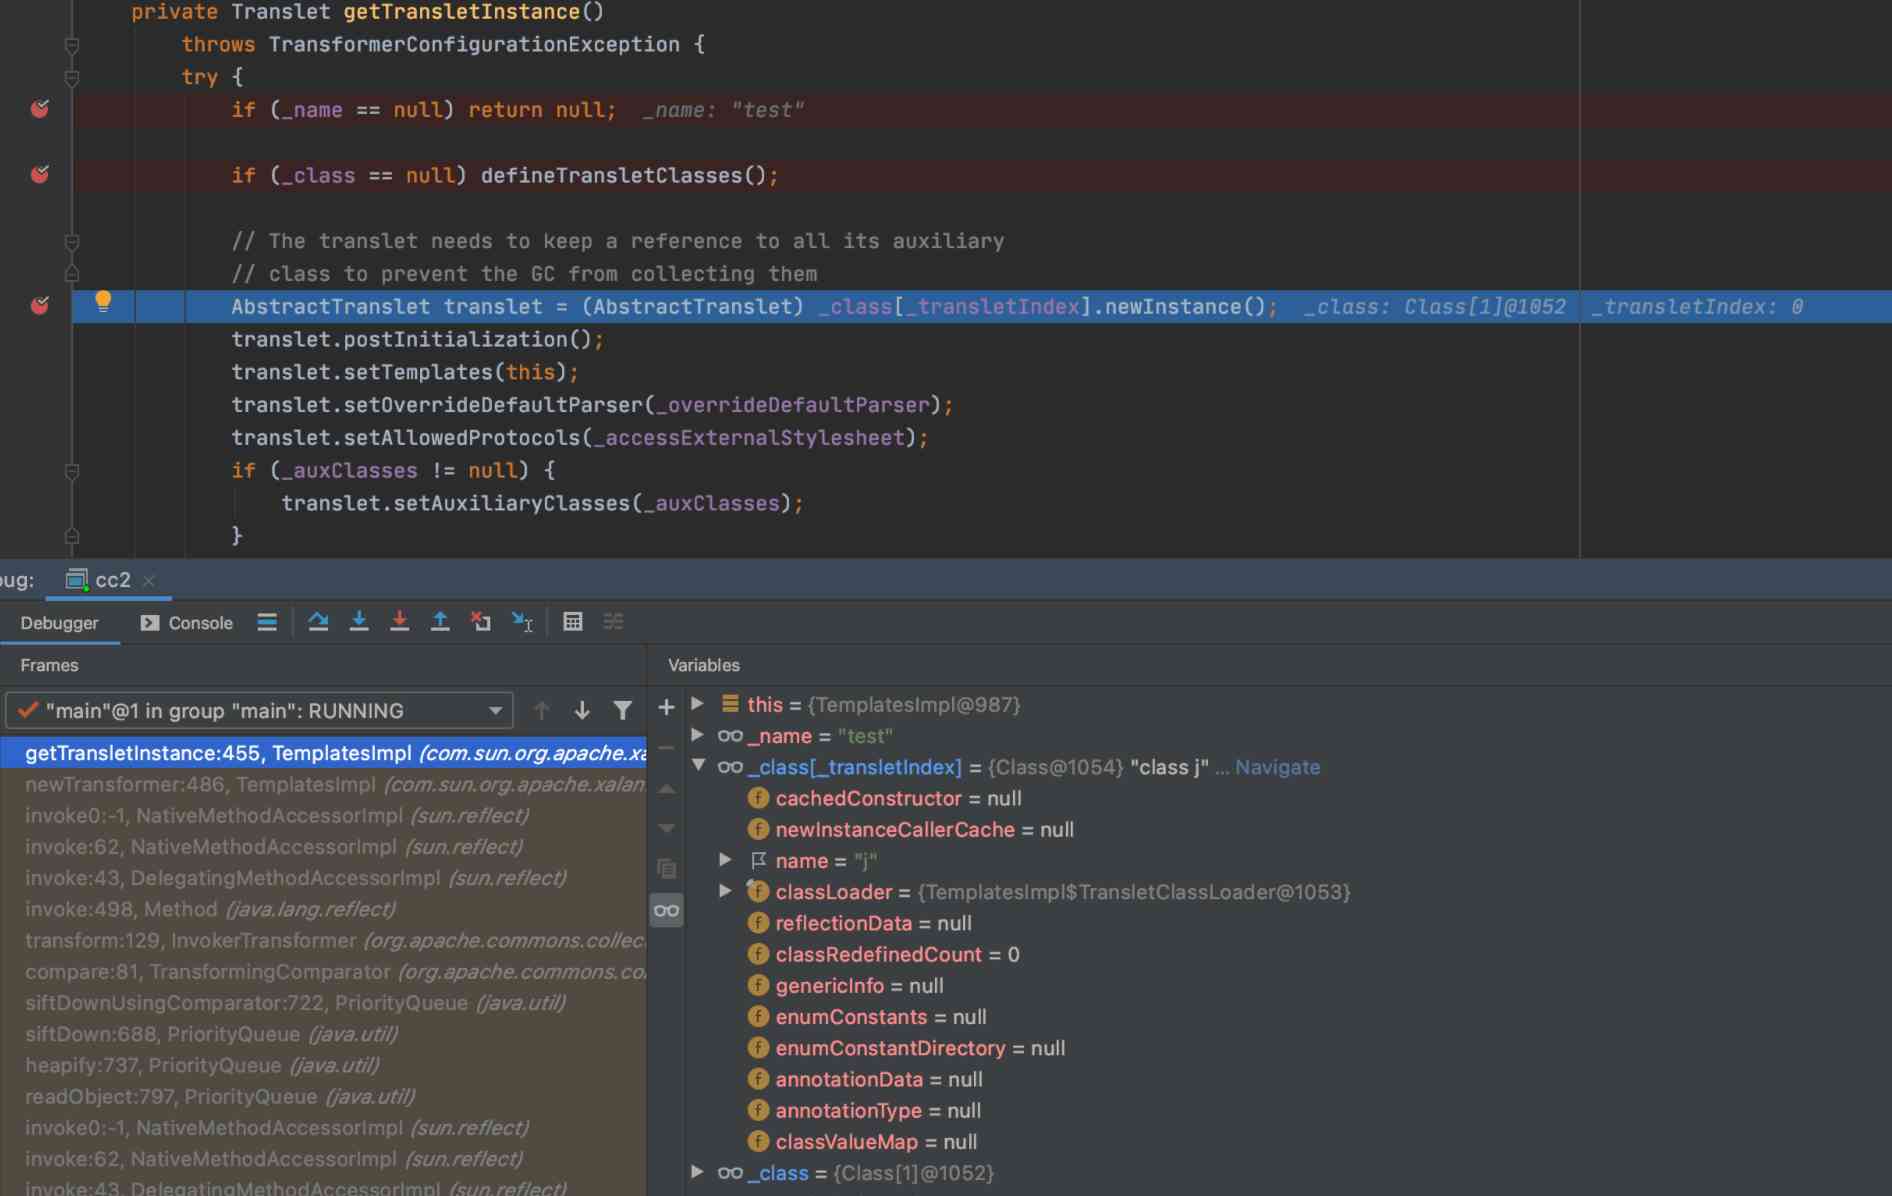 private Translet getTransletInstance()
throws TransformerConfigurationException {
try {
if (_name == null) return null;  _name: "test"
if (_class == null) defineTransletClasses();
// The translet needs to keep a reference to all its auxiliary
// class to prevent the GC from collecting them
AbstractTranslet translet = (AbstractTranslet) _class[_transletIndex].newInstance();  _class: Class[1]@1052  _transletIndex: 0
translet.postInitialization();
translet.setTemplates(this);
translet.setOverrideDefaultParser(_overrideDefaultParser);
translet.setAllowedProtocols(_accessExternalStylesheet);
if (_auxClasses != null) {
translet.setAuxiliaryClasses(_auxClasses);
}
oug: cc2
Debugger Console
Frames
"main"@1 in group "main": RUNNING
getTransletInstance:455, TemplatesImpl (com.sun.org.apache.xa
newTransformer:486, TemplatesImpl (com.sun.org.apache.xalan
invoke0:-1, NativeMethodAccessorImpl (sun.reflect)
invoke:62, NativeMethodAccessorImpl (sun.reflect)
invoke:43, DelegatingMethodAccessorImpl (sun.reflect)
invoke:498, Method (java.lang.reflect)
transform:129, InvokerTransformer (org.apache.commons.collec
compare:81, TransformingComparator (org.apache.commons.co
siftDownUsingComparator:722, PriorityQueue (java.util)
siftDown:688, PriorityQueue (java.util)
heapify:737, PriorityQueue (java.util)
readObject:797, PriorityQueue (java.util)
invoke0:-1, NativeMethodAccessorImpl (sun.reflect)
invoke:62, NativeMethodAccessorImpl (sun.reflect)
invoke:43, DelegatingMethodAccessorImpl (sun.reflect)
Variables
this = {TemplatesImpl@987}
_name = "test"
_class[_transletIndex] = {Class@1054} "class j" ... Navigate
cachedConstructor = null
newInstanceCallerCache = null
name = "j"
classLoader = {TemplatesImpl$TransletClassLoader@1053}
reflectionData = null
classRedefinedCount = 0
genericInfo = null
enumConstants = null
enumConstantDirectory = null
annotationData = null
annotationType = null
classValueMap = null
_class = {Class[1]@1052}